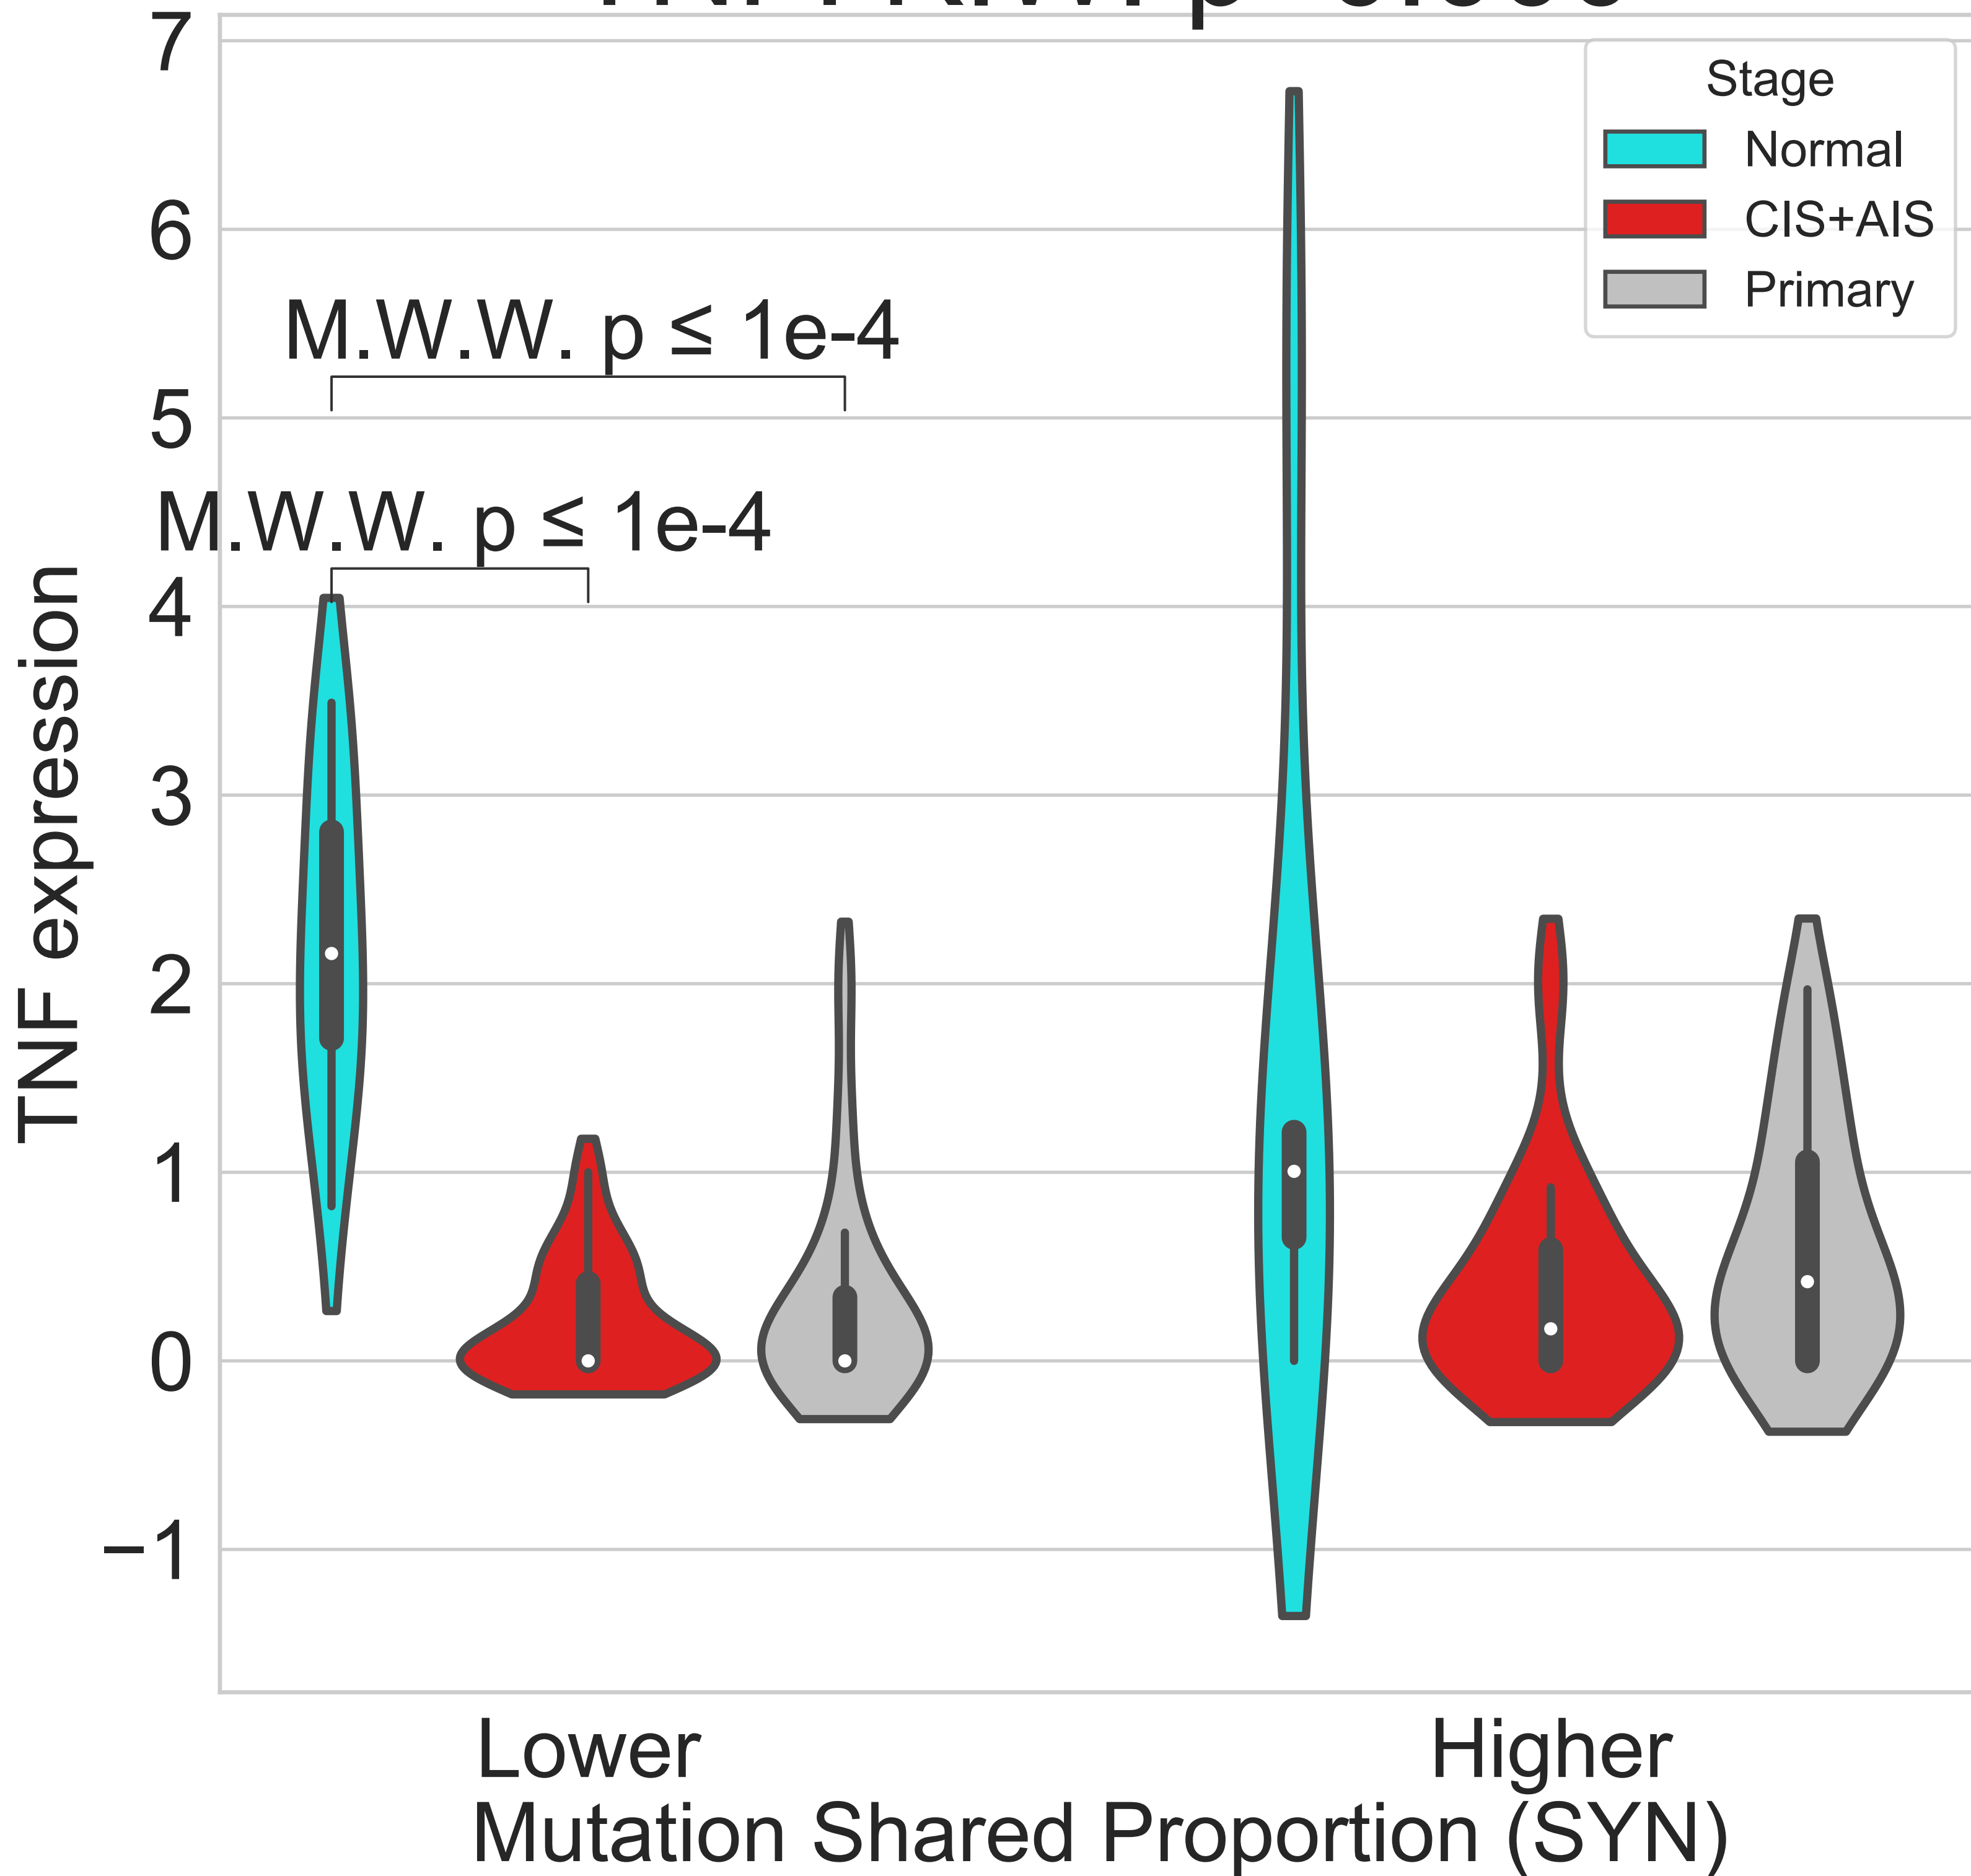 7
6
5
4
3
2
1
0
−1
TNF expression
Stage
Normal
CIS+AIS
Primary
M.W.W. p ≤ 1e-4
M.W.W. p ≤ 1e-4
Lower
Higher
Mutation Shared Proportion (SYN)